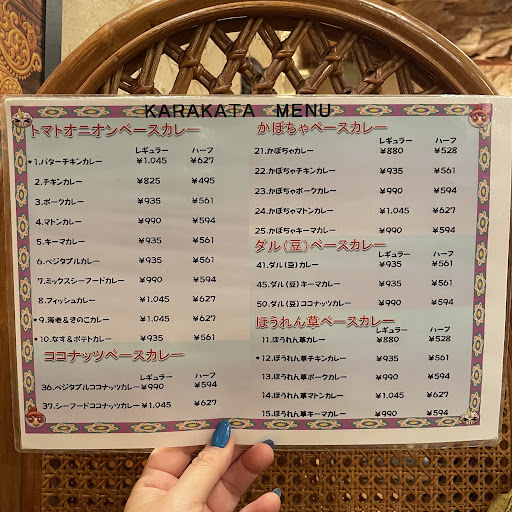 KARAKATA MENU
トマトオニオンベースカレー
レギュラー ハーフ
*1.バターチキンカレー ¥1.045 ¥627
2.チキンカレー ¥825 ¥495
3.ポークカレー ¥935 ¥561
4.マトンカレー ¥990 ¥594
5.キーマカレー ¥935 ¥561
6.ベジタブルカレー ¥935 ¥561
7.ミックスシーフードカレー ¥990 ¥594
8.フィッシュカレー ¥1.045 ¥627
*9.海老&きのこカレー ¥1.045 ¥627
*10.なす&ポテトカレー ¥935 ¥561
ココナッツベースカレー
レギュラー ハーフ
36.ベジタブルココナッツカレー ¥990 ¥594
37.シーフードココナッツカレー ¥1.045 ¥627
かぼちゃベースカレー
レギュラー ハーフ
21.かぼちゃカレー ¥880 ¥528
22.かぼちゃチキンカレー ¥935 ¥561
23.かぼちゃポークカレー ¥990 ¥594
24.かぼちゃマトンカレー ¥1.045 ¥627
25.かぼちゃキーマカレー ¥990 ¥594
ダル(豆)ベースカレー
レギュラー ハーフ
41.ダル(豆)カレー ¥935 ¥561
45.ダル(豆)キーマカレー ¥935 ¥561
50.ダル(豆)ココナツカレー ¥990 ¥594
ほうれん草ベースカレー
レギュラー ハーフ
11.ほうれん草カレー ¥880 ¥528
*12.ほうれん草チキンカレー ¥935 ¥561
13.ほうれん草ポークカレー ¥990 ¥594
14.ほうれん草マトンカレー ¥1.045 ¥627
15.ほうれん草キーマカレー ¥990 ¥594